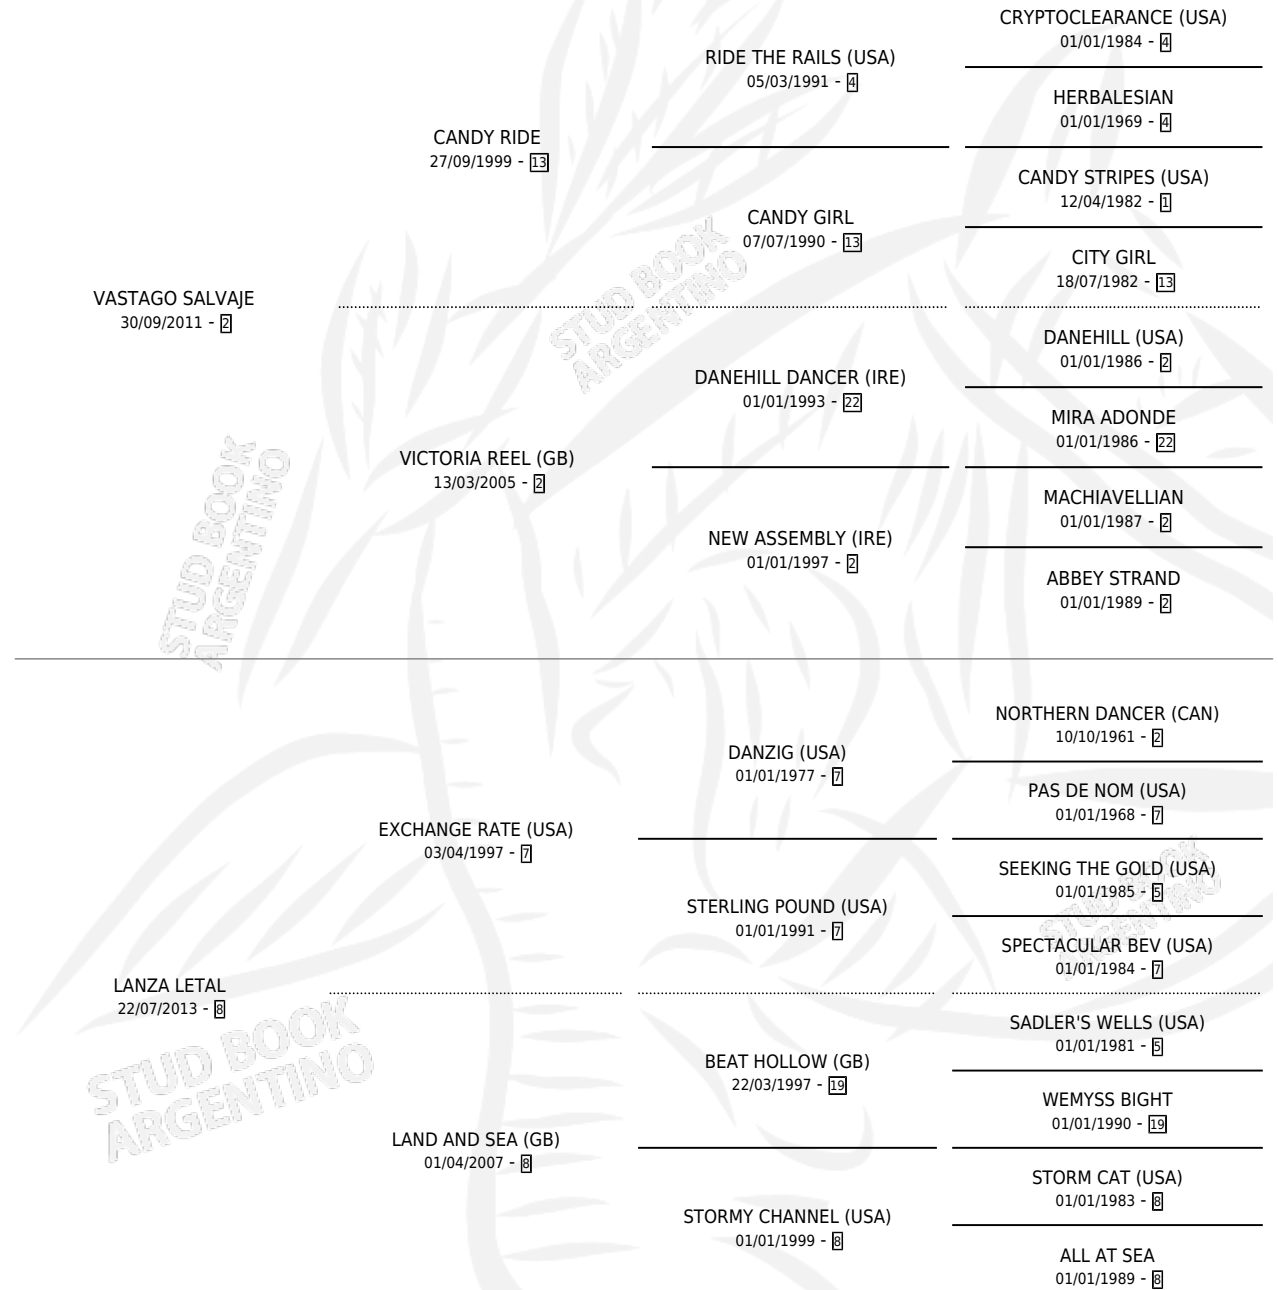 CRYPTOCLEARANCE (USA)
01/01/1984 - 4
RIDE THE RAILS (USA)
05/03/1991 - 4
HERBALESIAN
01/01/1969 - 4
CANDY RIDE
27/09/1999 - 13
CANDY STRIPES (USA)
12/04/1982 - 1
CANDY GIRL
07/07/1990 - 13
CITY GIRL
18/07/1982 - 13
VASTAGO SALVAJE
30/09/2011 - 2
DANEHILL (USA)
01/01/1986 - 2
DANEHILL DANCER (IRE)
01/01/1993 - 22
MIRA ADONDE
01/01/1986 - 22
VICTORIA REEL (GB)
13/03/2005 - 2
MACHIAVELLIAN
01/01/1987 - 2
NEW ASSEMBLY (IRE)
01/01/1997 - 2
ABBEY STRAND
01/01/1989 - 2
STUD BOOK
ARGENTINO
STUD BOOK
ARGENTINO
NORTHERN DANCER (CAN)
10/10/1961 - 2
DANZIG (USA)
01/01/1977 - 7
PAS DE NOM (USA)
01/01/1968 - 7
EXCHANGE RATE (USA)
03/04/1997 - 7
SEEKING THE GOLD (USA)
01/01/1985 - 5
STERLING POUND (USA)
01/01/1991 - 7
SPECTACULAR BEV (USA)
01/01/1984 - 7
STUD BOOK
ARGENTINO
LANZA LETAL
22/07/2013 - 8
SADLER'S WELLS (USA)
01/01/1981 - 5
BEAT HOLLOW (GB)
22/03/1997 - 19
WEMYSS BIGHT
01/01/1990 - 19
LAND AND SEA (GB)
01/04/2007 - 8
STORM CAT (USA)
01/01/1983 - 8
STORMY CHANNEL (USA)
01/01/1999 - 8
ALL AT SEA
01/01/1989 - 8
STUD BOOK
ARGENTINO